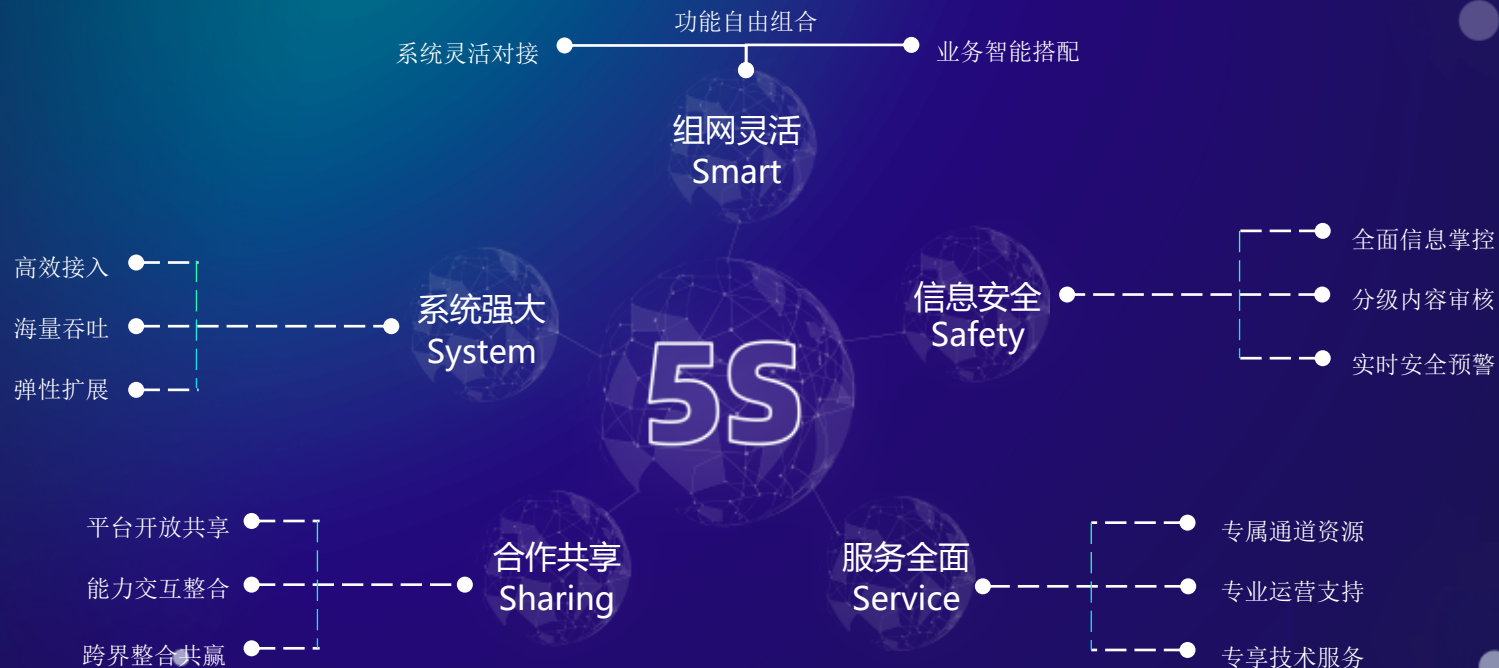 功能自由组合
系统灵活对接
业务智能搭配
组网灵活
Smart
高效接入
海量吞吐
弹性扩展
系统强大
System
5S
信息安全
Safety
全面信息掌控
分级内容审核
实时安全预警
平台开放共享
能力交互整合
跨界整合共赢
合作共享
Sharing
服务全面
Service
专属通道资源
专业运营支持
专享技术服务